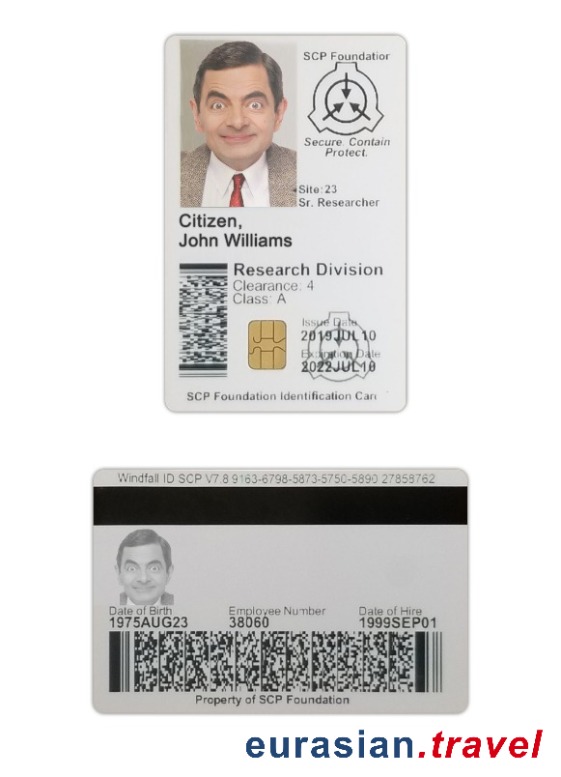 SCP Foundation
Secure. Contain
Protect.
Site: 23
Sr. Researcher
Citizen,
John Williams
Research Division
Clearance: 4
Class: A
Issue Date
2019JUL10
Expiration Date
2022JUL10
SCP Foundation Identification Card
Windfall ID SCP V7.8 9163-6798-5873-5750-5890 27858762
Date of Birth
Employee Number
Date of Hire
1975AUG23
38060
1999SEP01
Property of SCP Foundation
eurasian.travel